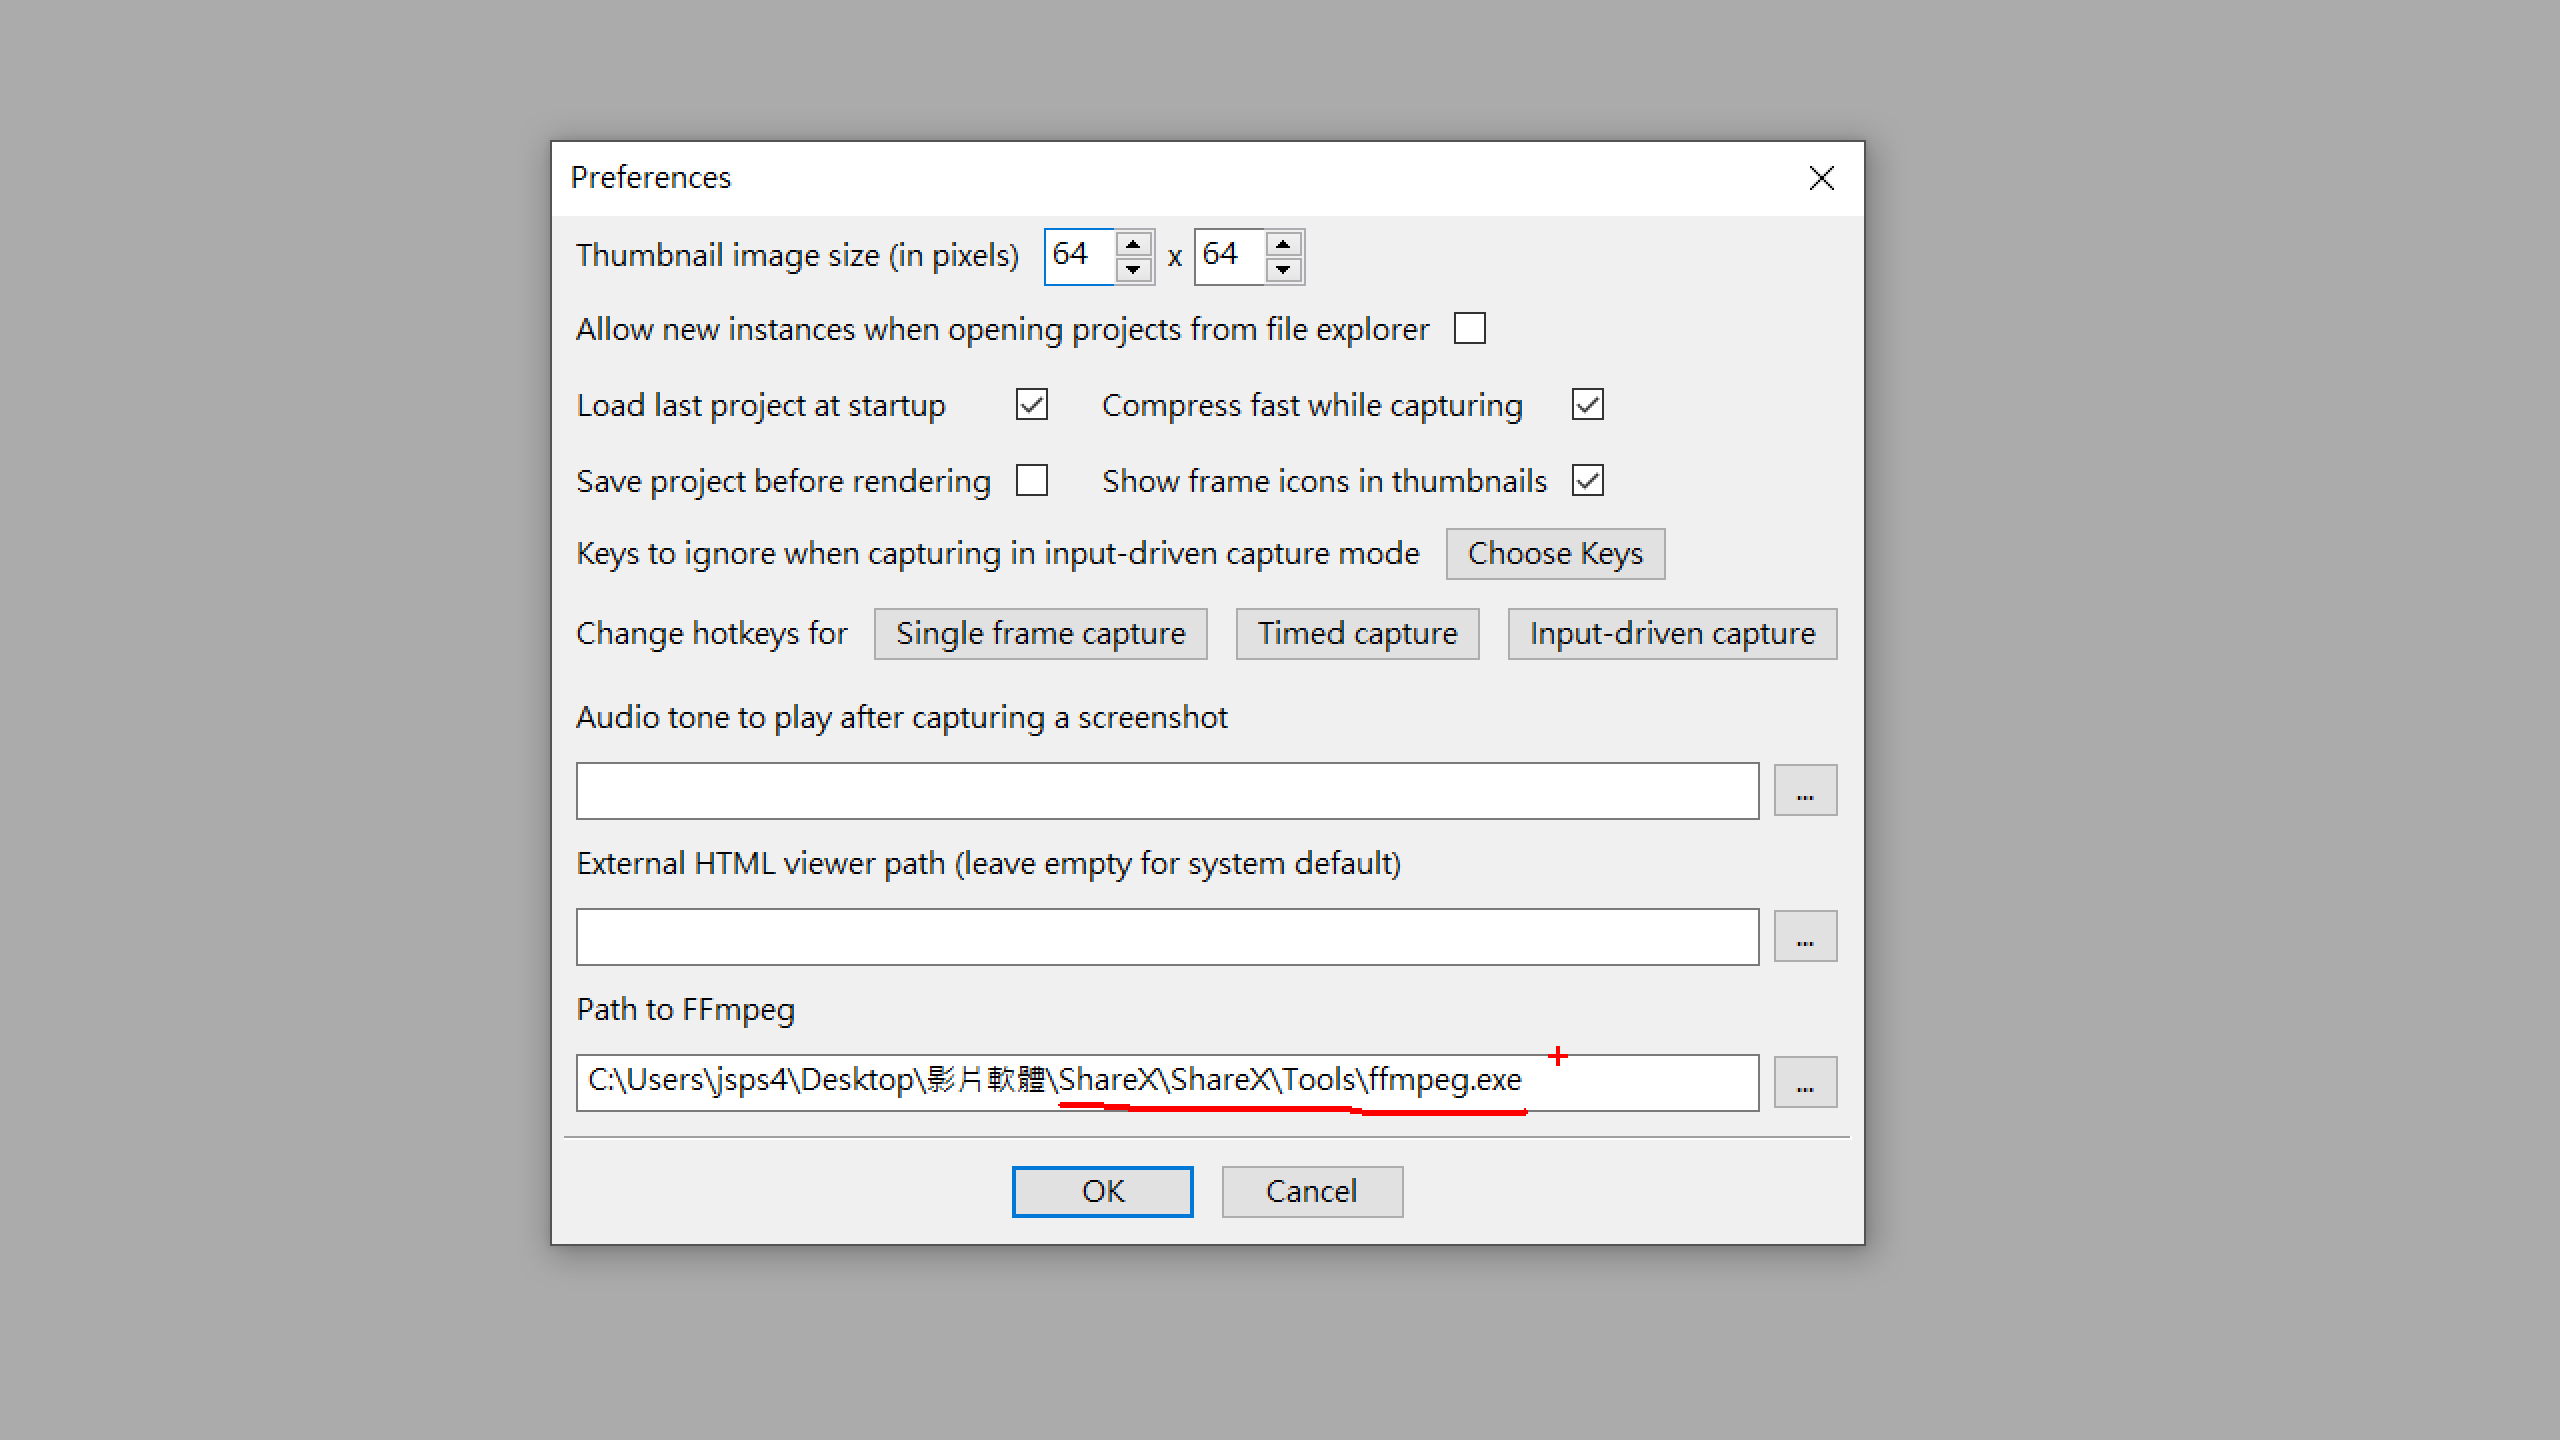 Preferences
Thumbnail image size (in pixels) 64 x 64
Allow new instances when opening projects from file explorer
Load last project at startup Compress fast while capturing
Save project before rendering Show frame icons in thumbnails
Keys to ignore when capturing in input-driven capture mode Choose Keys
Change hotkeys for Single frame capture Timed capture Input-driven capture
Audio tone to play after capturing a screenshot
...
External HTML viewer path (leave empty for system default)
...
Path to FFmpeg
C:\Users\jsps4\Desktop\影片軟體\ShareX\ShareX\Tools\ffmpeg.exe ...
OK Cancel